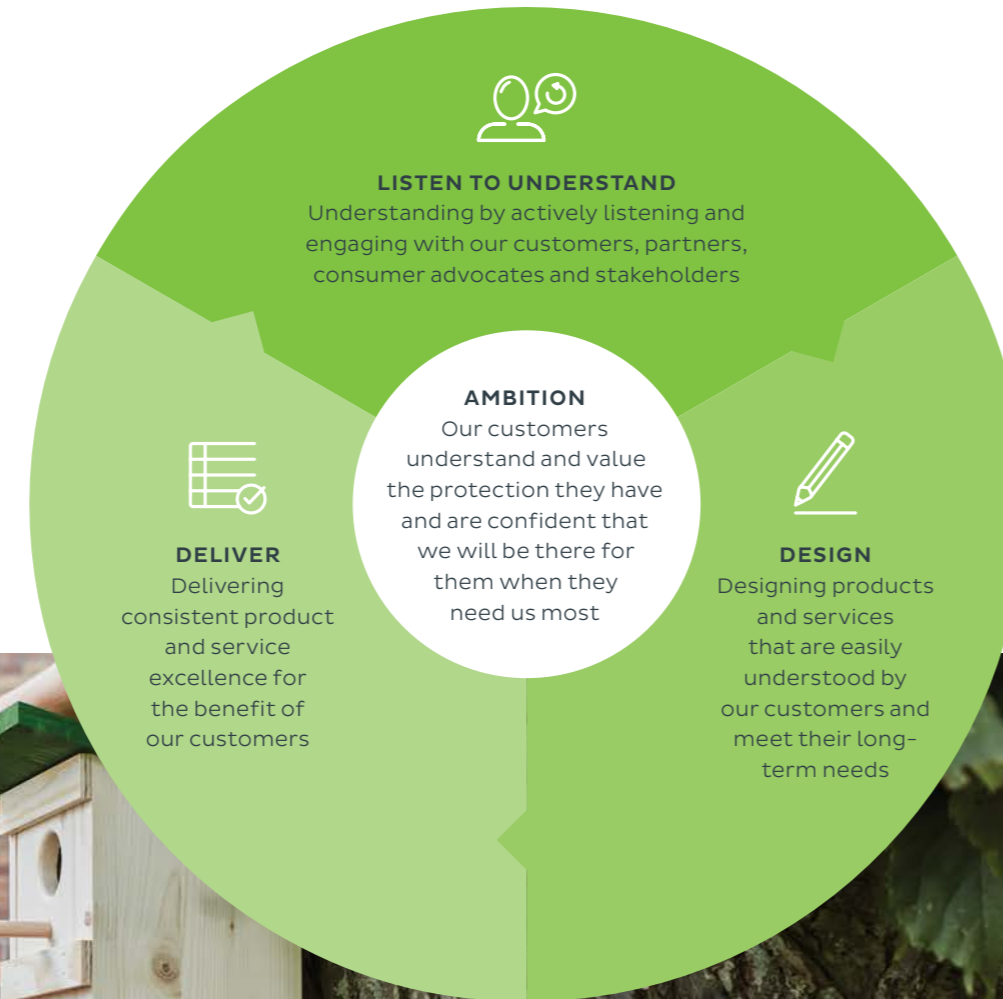 LISTEN TO UNDERSTAND
Understanding by actively listening and
engaging with our customers, partners,
consumer advocates and stakeholders
AMBITION
Our customers
understand and value
the protection they have
and are confident that
we will be there for
them when they
need us most
DESIGN
Designing products
and services
that are easily
understood by
our customers and
meet their long-
term needs
DELIVER
Delivering
consistent product
and service
excellence for
the benefit of
our customers